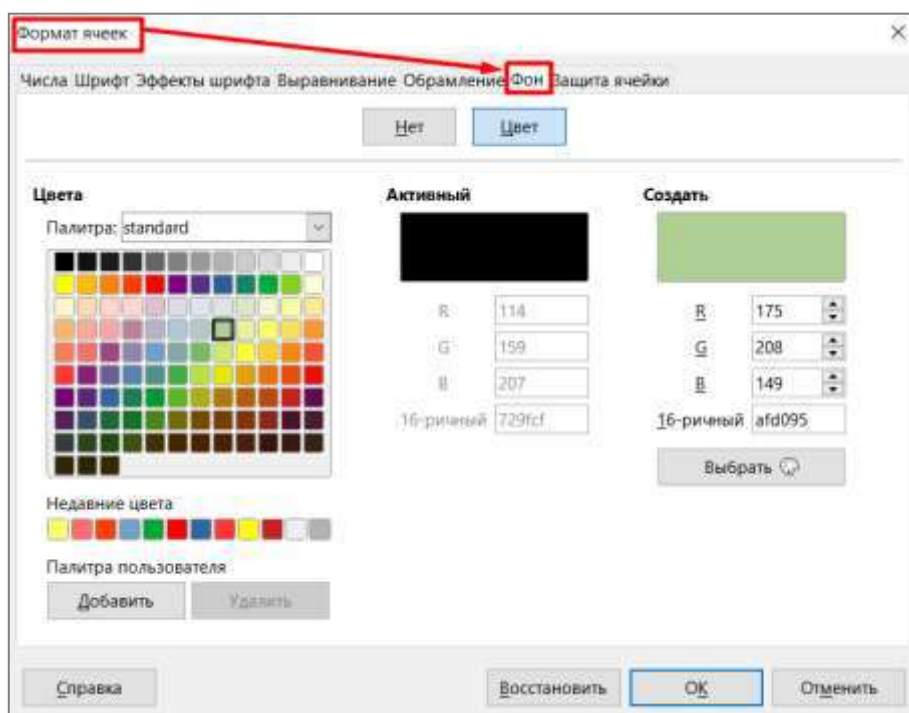 Формат ячеек
Числа Шрифт Эффекты шрифта Выравнивание Обрамление Фон Защита ячейки
Нет Цвет
Цвета Активный Создать
Палитра: standard
R 114 R 175
G 159 G 208
B 207 B 149
16-ричный 729fcf 16-ричный afd095
Выбрать
Недавние цвета
Палитра пользователя
Добавить Удалить
Справка Восстановить ОК Отменить